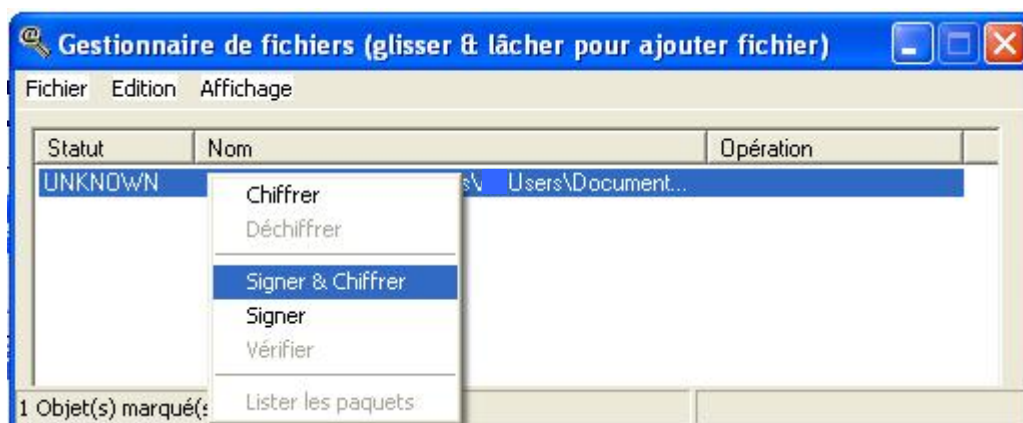 Gestionnaire de fichiers (glisser & lâcher pour ajouter fichier)
Fichier Edition Affichage
Statut Nom Opération
UNKNOWN s\ Users\Document...
Chiffrer
Déchiffrer
Signer & Chiffrer
Signer
Vérifier
Lister les paquets
1 Objet(s) marqué(s